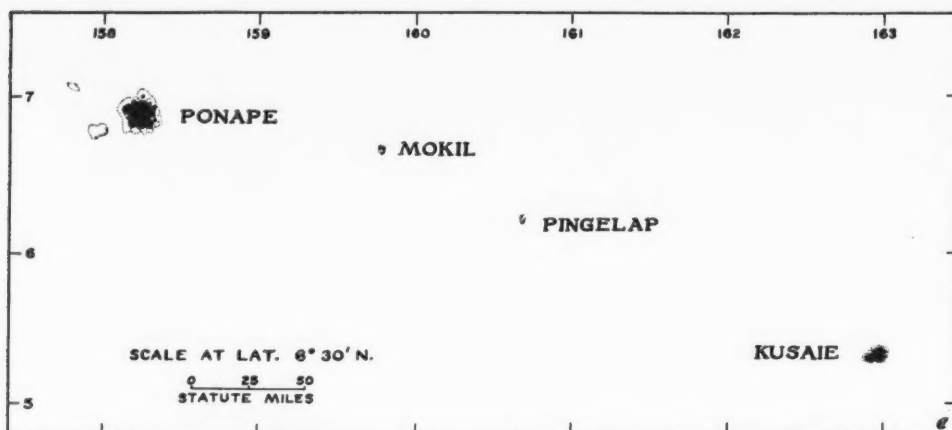 158 159 160 161 162 163
7
PONAPE
MOKIL
PINGELAP
6
SCALE AT LAT. 6° 30' N.
KUSAIE
0 25 50
STATUTE MILES
5
e